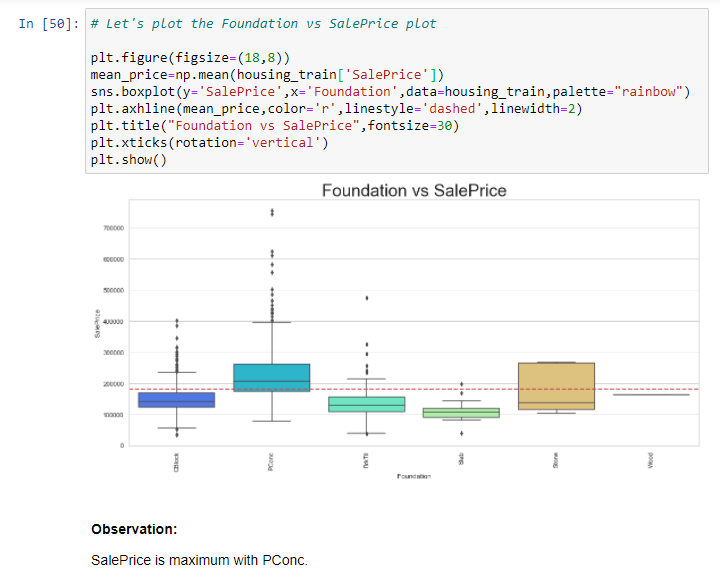 In [50]: # Let's plot the Foundation vs SalePrice plot
plt.figure(figsize=(18,8))
mean_price=np.mean(housing_train['SalePrice'])
sns.boxplot(y='SalePrice',x='Foundation',data=housing_train,palette="rainbow")
plt.axhline(mean_price,color='r',linestyle='dashed',linewidth=2)
plt.title("Foundation vs SalePrice",fontsize=30)
plt.xticks(rotation='vertical')
plt.show()
Foundation vs SalePrice
700000
600000
500000
400000
300000
200000
100000
0
SalePrice
CBlock
PConc
BrkTil
Slab
Stone
Wood
Foundation
Observation:
SalePrice is maximum with PConc.